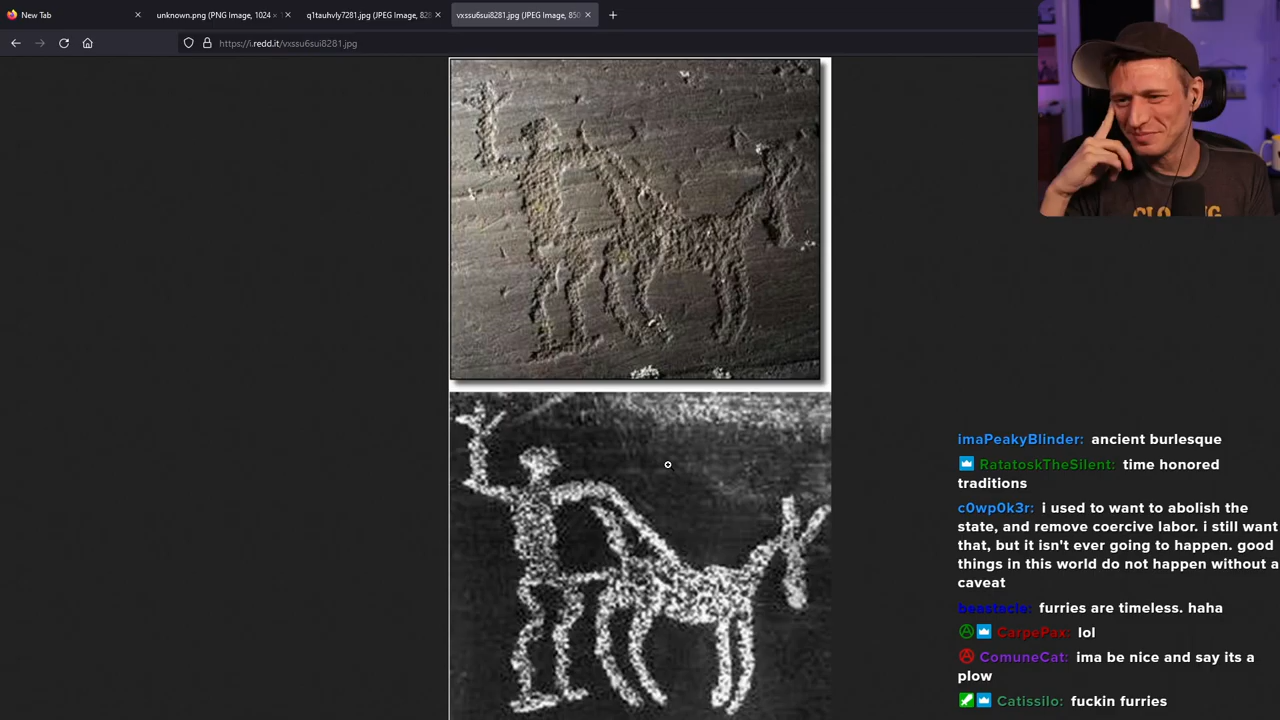 New Tab
unknown.png (PNG Image, 1024 ×
q1tauhvly7281.jpg (JPEG Image, 828
vxssu6sui8281.jpg (JPEG Image, 850
https://i.redd.it/vxssu6sui8281.jpg
imaPeakyBlinder: ancient burlesque
RatatoskTheSilent: time honored
traditions
c0wp0k3r: i used to want to abolish the
state, and remove coercive labor. i still want
that, but it isn't ever going to happen. good
things in this world do not happen without a
caveat
beastacle: furries are timeless. haha
CarpePax: lol
ComuneCat: ima be nice and say its a
plow
Catissilo: fuckin furries